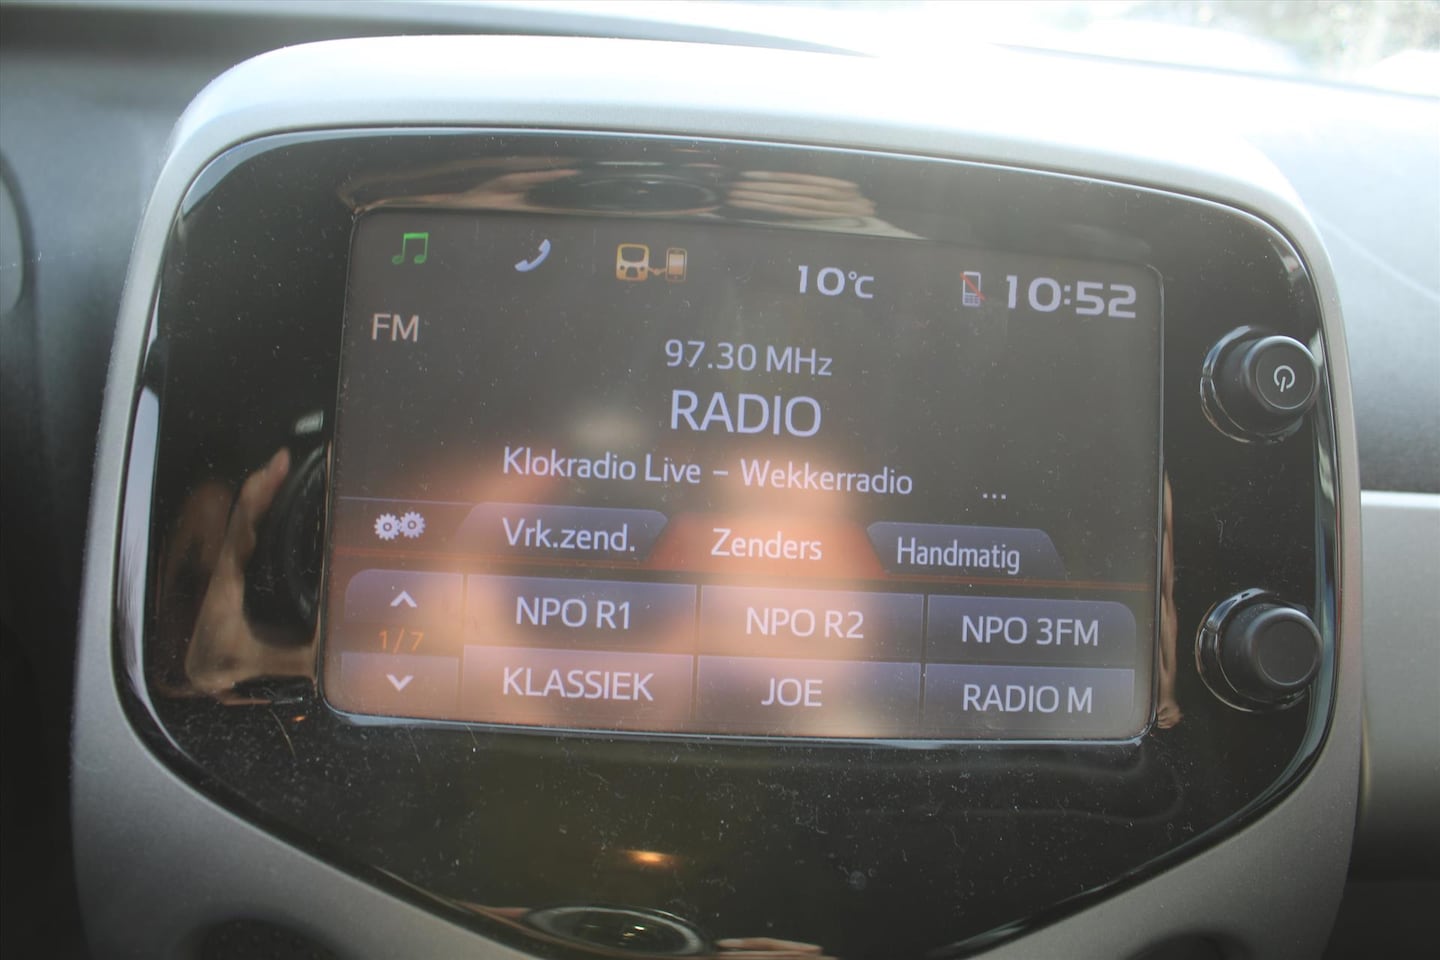 10°C 10:52
FM
97.30 MHz
RADIO
Klokradio Live – Wekkerradio ...
Vrk.zend. Zenders Handmatig
NPO R1 NPO R2 NPO 3FM
1/7
KLASSIEK JOE RADIO M